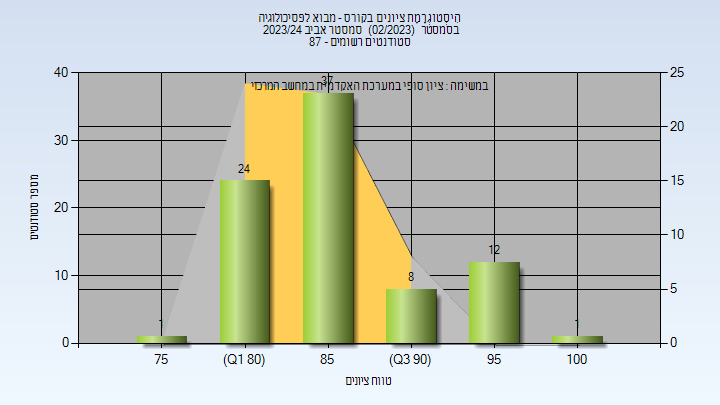 היסטוגרמת ציונים בקורס - מבוא לפסיכולוגיה
בסמסטר (02/2023) סמסטר אביב 2023/24
סטודנטים רשומים - 87
במשימה : ציון סופי במערכת האקדמית במחשב המרכזי
40
30
20
10
0
25
20
15
10
5
0
1
24
37
8
12
1
75
(Q1 80)
85
(Q3 90)
95
100
מספר סטודנטים
טווח ציונים